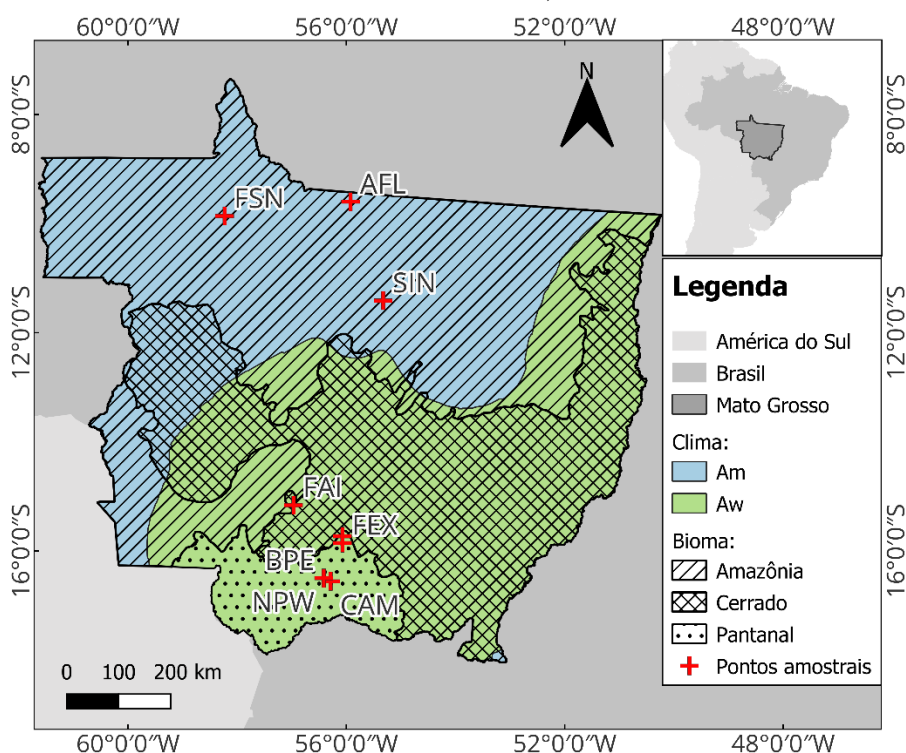 60°0′0″W 56°0′0″W 52°0′0″W 48°0′0″W
8°0′0″S
12°0′0″S
16°0′0″S
N
FSN
AFL
SIN
FAI
FEX
BPE
NPW
CAM
0 100 200 km
Legenda
América do Sul
Brasil
Mato Grosso
Clima:
Am
Aw
Bioma:
Amazônia
Cerrado
Pantanal
Pontos amostrais
8°0′0″S
12°0′0″S
16°0′0″S
60°0′0″W 56°0′0″W 52°0′0″W 48°0′0″W